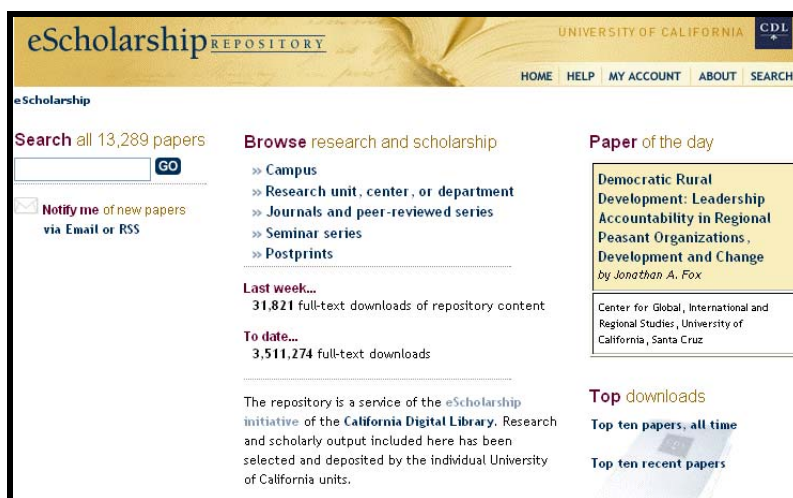 eScholarship REPOSITORY
UNIVERSITY OF CALIFORNIA
CDL
HOME HELP MY ACCOUNT ABOUT SEARCH
eScholarship
Search all 13,289 papers
GO
Notify me of new papers
via Email or RSS
Browse research and scholarship
» Campus
» Research unit, center, or department
» Journals and peer-reviewed series
» Seminar series
» Postprints
Last week...
31,821 full-text downloads of repository content
To date...
3,511,274 full-text downloads
The repository is a service of the eScholarship
initiative of the California Digital Library. Research
and scholarly output included here has been
selected and deposited by the individual University
of California units.
Paper of the day
Democratic Rural
Development: Leadership
Accountability in Regional
Peasant Organizations,
Development and Change
by Jonathan A. Fox
Center for Global, International and
Regional Studies, University of
California, Santa Cruz
Top downloads
Top ten papers, all time
Top ten recent papers